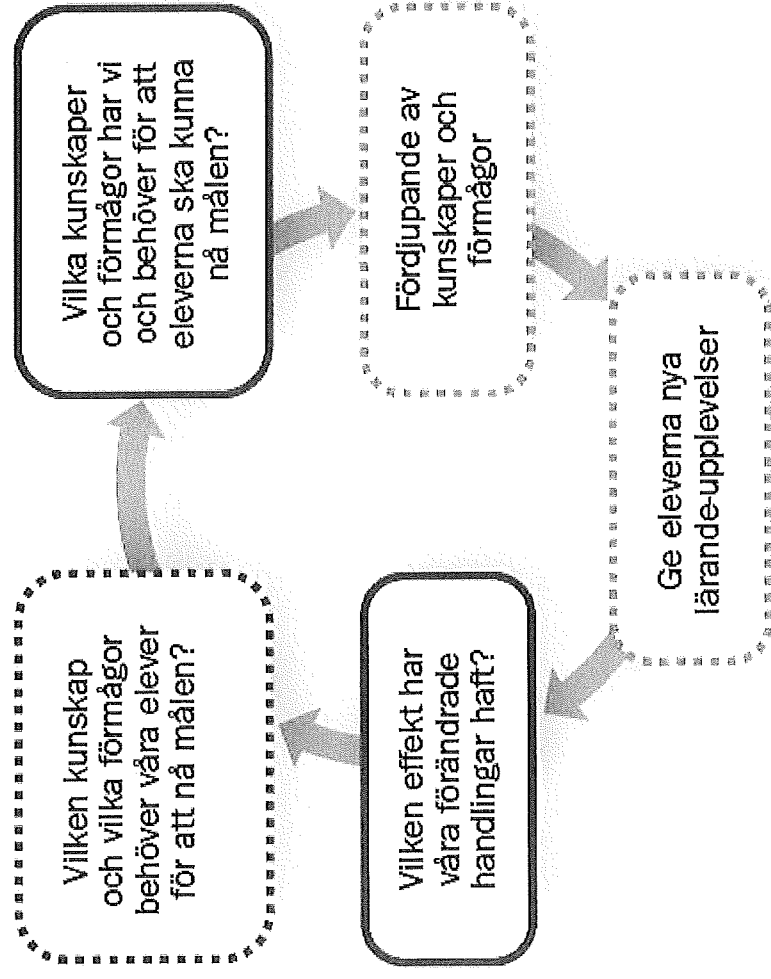 Vilken kunskap
och vilka förmågor
behöver våra elever
för att nå målen?
Vilka kunskaper
och förmågor har vi
och behöver för att
eleverna ska kunna
nå målen?
Fördjupande av
kunskaper och
förmågor
Ge eleverna nya
lärande-upplevelser
Vilken effekt har
våra förändrade
handlingar haft?